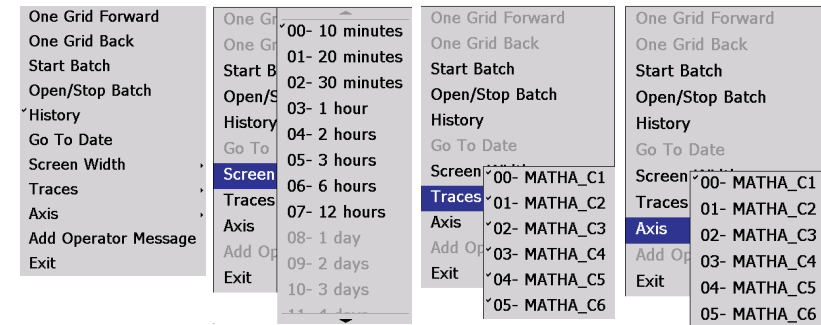 One Grid Forward
One Grid Back
Start Batch
Open/Stop Batch
History
Go To Date
Screen Width
Traces
Axis
Add Operator Message
Exit
One Gr
One Gr
Start B
Open/S
History
Go To
Screen
Traces
Axis
Add Op
Exit
00- 10 minutes
01- 20 minutes
02- 30 minutes
03- 1 hour
04- 2 hours
05- 3 hours
06- 6 hours
07- 12 hours
08- 1 day
09- 2 days
10- 3 days
One Grid Forward
One Grid Back
Start Batch
Open/Stop Batch
History
Go To Date
Screen
Traces
Axis
Add Op
Exit
00- MATHA_C1
01- MATHA_C2
02- MATHA_C3
03- MATHA_C4
04- MATHA_C5
05- MATHA_C6
One Grid Forward
One Grid Back
Start Batch
Open/Stop Batch
History
Go To Date
Screen
Traces
Axis
Add Op
Exit
00- MATHA_C1
01- MATHA_C2
02- MATHA_C3
03- MATHA_C4
04- MATHA_C5
05- MATHA_C6